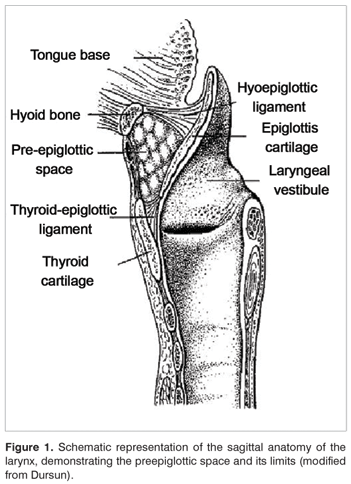 Tongue base
Hyoid bone
Pre-epiglottic
space
Thyroid-epiglottic
ligament
Thyroid
cartilage
Hyoepiglottic
ligament
Epiglottis
cartilage
Laryngeal
vestibule
Figure 1. Schematic representation of the sagittal anatomy of the
larynx, demonstrating the preepiglottic space and its limits (modified
from Dursun).